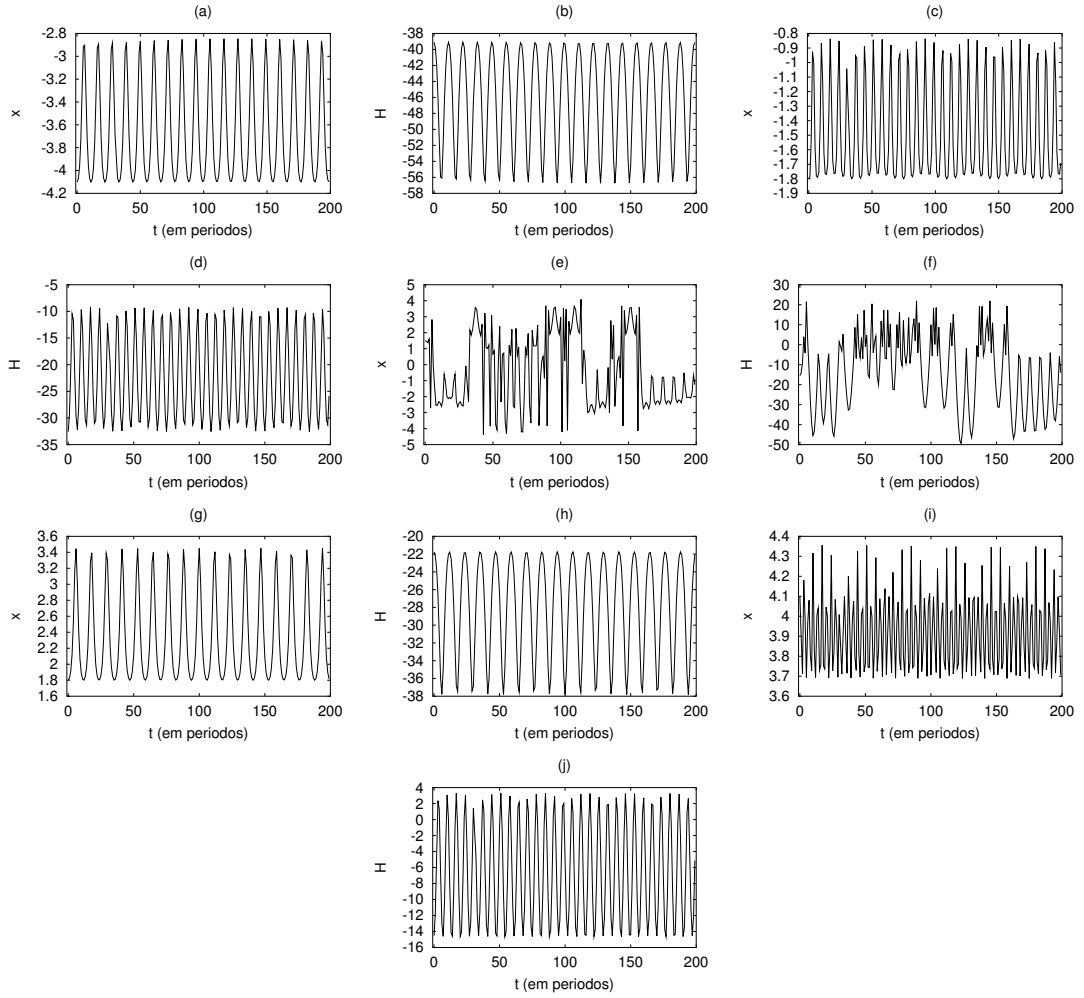 (a)
-2.8
-3
-3.2
-3.4
-3.6
-3.8
-4
-4.2
x
0 50 100 150 200
t (em periodos)
(b)
-38
-40
-42
-44
-46
-48
-50
-52
-54
-56
-58
H
0 50 100 150 200
t (em periodos)
(c)
-0.8
-0.9
-1
-1.1
-1.2
-1.3
-1.4
-1.5
-1.6
-1.7
-1.8
-1.9
x
0 50 100 150 200
t (em periodos)
(d)
-5
-10
-15
-20
-25
-30
-35
H
0 50 100 150 200
t (em periodos)
(e)
5
4
3
2
1
0
-1
-2
-3
-4
-5
x
0 50 100 150 200
t (em periodos)
(f)
30
20
10
0
-10
-20
-30
-40
-50
H
0 50 100 150 200
t (em periodos)
(g)
3.6
3.4
3.2
3
2.8
2.6
2.4
2.2
2
1.8
1.6
x
0 50 100 150 200
t (em periodos)
(h)
-20
-22
-24
-26
-28
-30
-32
-34
-36
-38
H
0 50 100 150 200
t (em periodos)
(i)
4.4
4.3
4.2
4.1
4
3.9
3.8
3.7
3.6
x
0 50 100 150 200
t (em periodos)
(j)
4
2
0
-2
-4
-6
-8
-10
-12
-14
-16
H
0 50 100 150 200
t (em periodos)